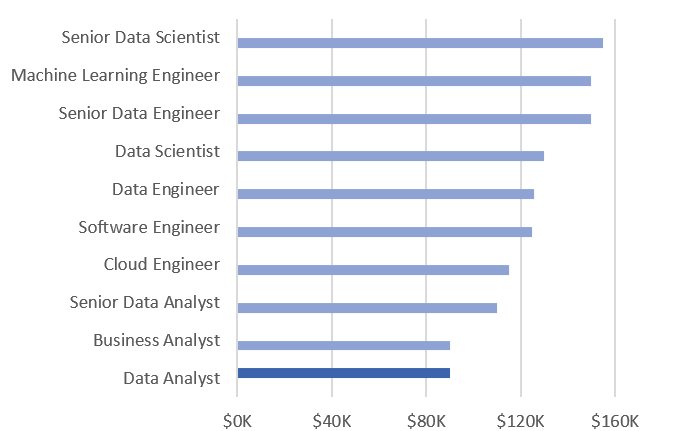 Senior Data Scientist
Machine Learning Engineer
Senior Data Engineer
Data Scientist
Data Engineer
Software Engineer
Cloud Engineer
Senior Data Analyst
Business Analyst
Data Analyst
$0K $40K $80K $120K $160K